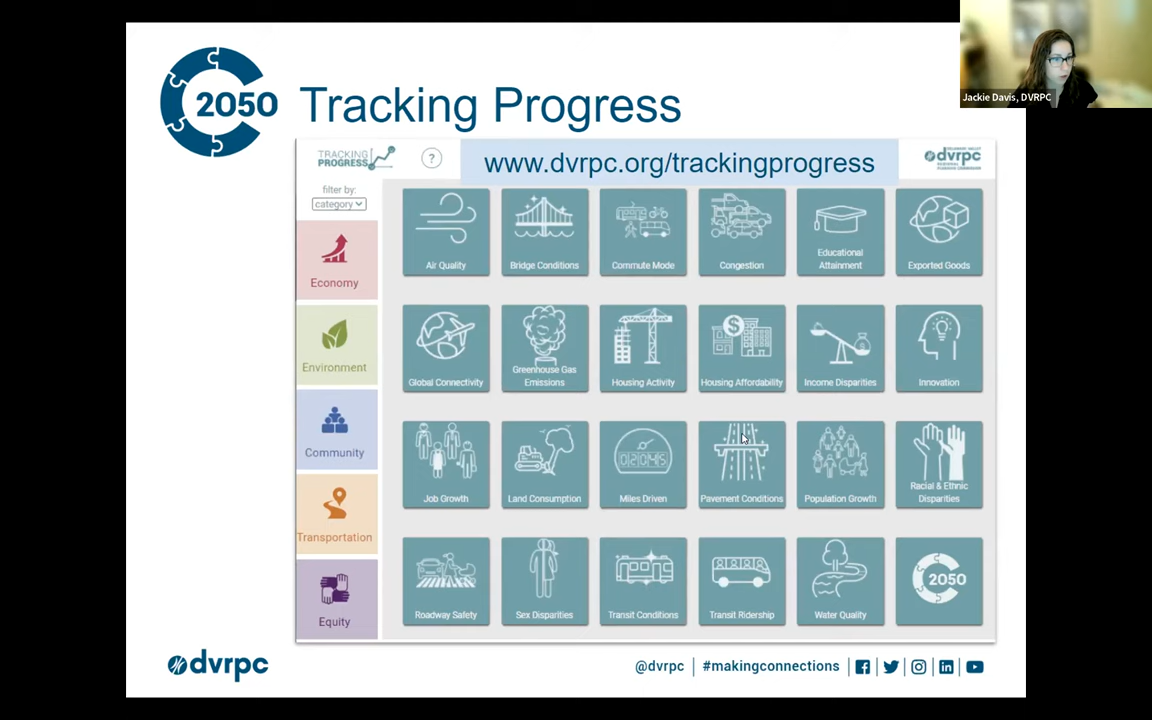 Jackie Davis, DVRPC
2050
Tracking Progress
TRACKING
PROGRESS
?
www.dvrpc.org/trackingprogress
dvrpc
filter by:
category
Economy
Environment
Community
Transportation
Equity
Air Quality
Bridge Conditions
Commute Mode
Congestion
Educational
Attainment
Exported Goods
Global Connectivity
Greenhouse Gas
Emissions
Housing Activity
$
Housing Affordability
Income Disparities
Innovation
Job Growth
Land Consumption
Miles Driven
Pavement Conditions
Population Growth
Racial & Ethnic
Disparities
Roadway Safety
Sex Disparities
Transit Conditions
Transit Ridership
Water Quality
2050
dvrpc
@dvrpc
#makingconnections